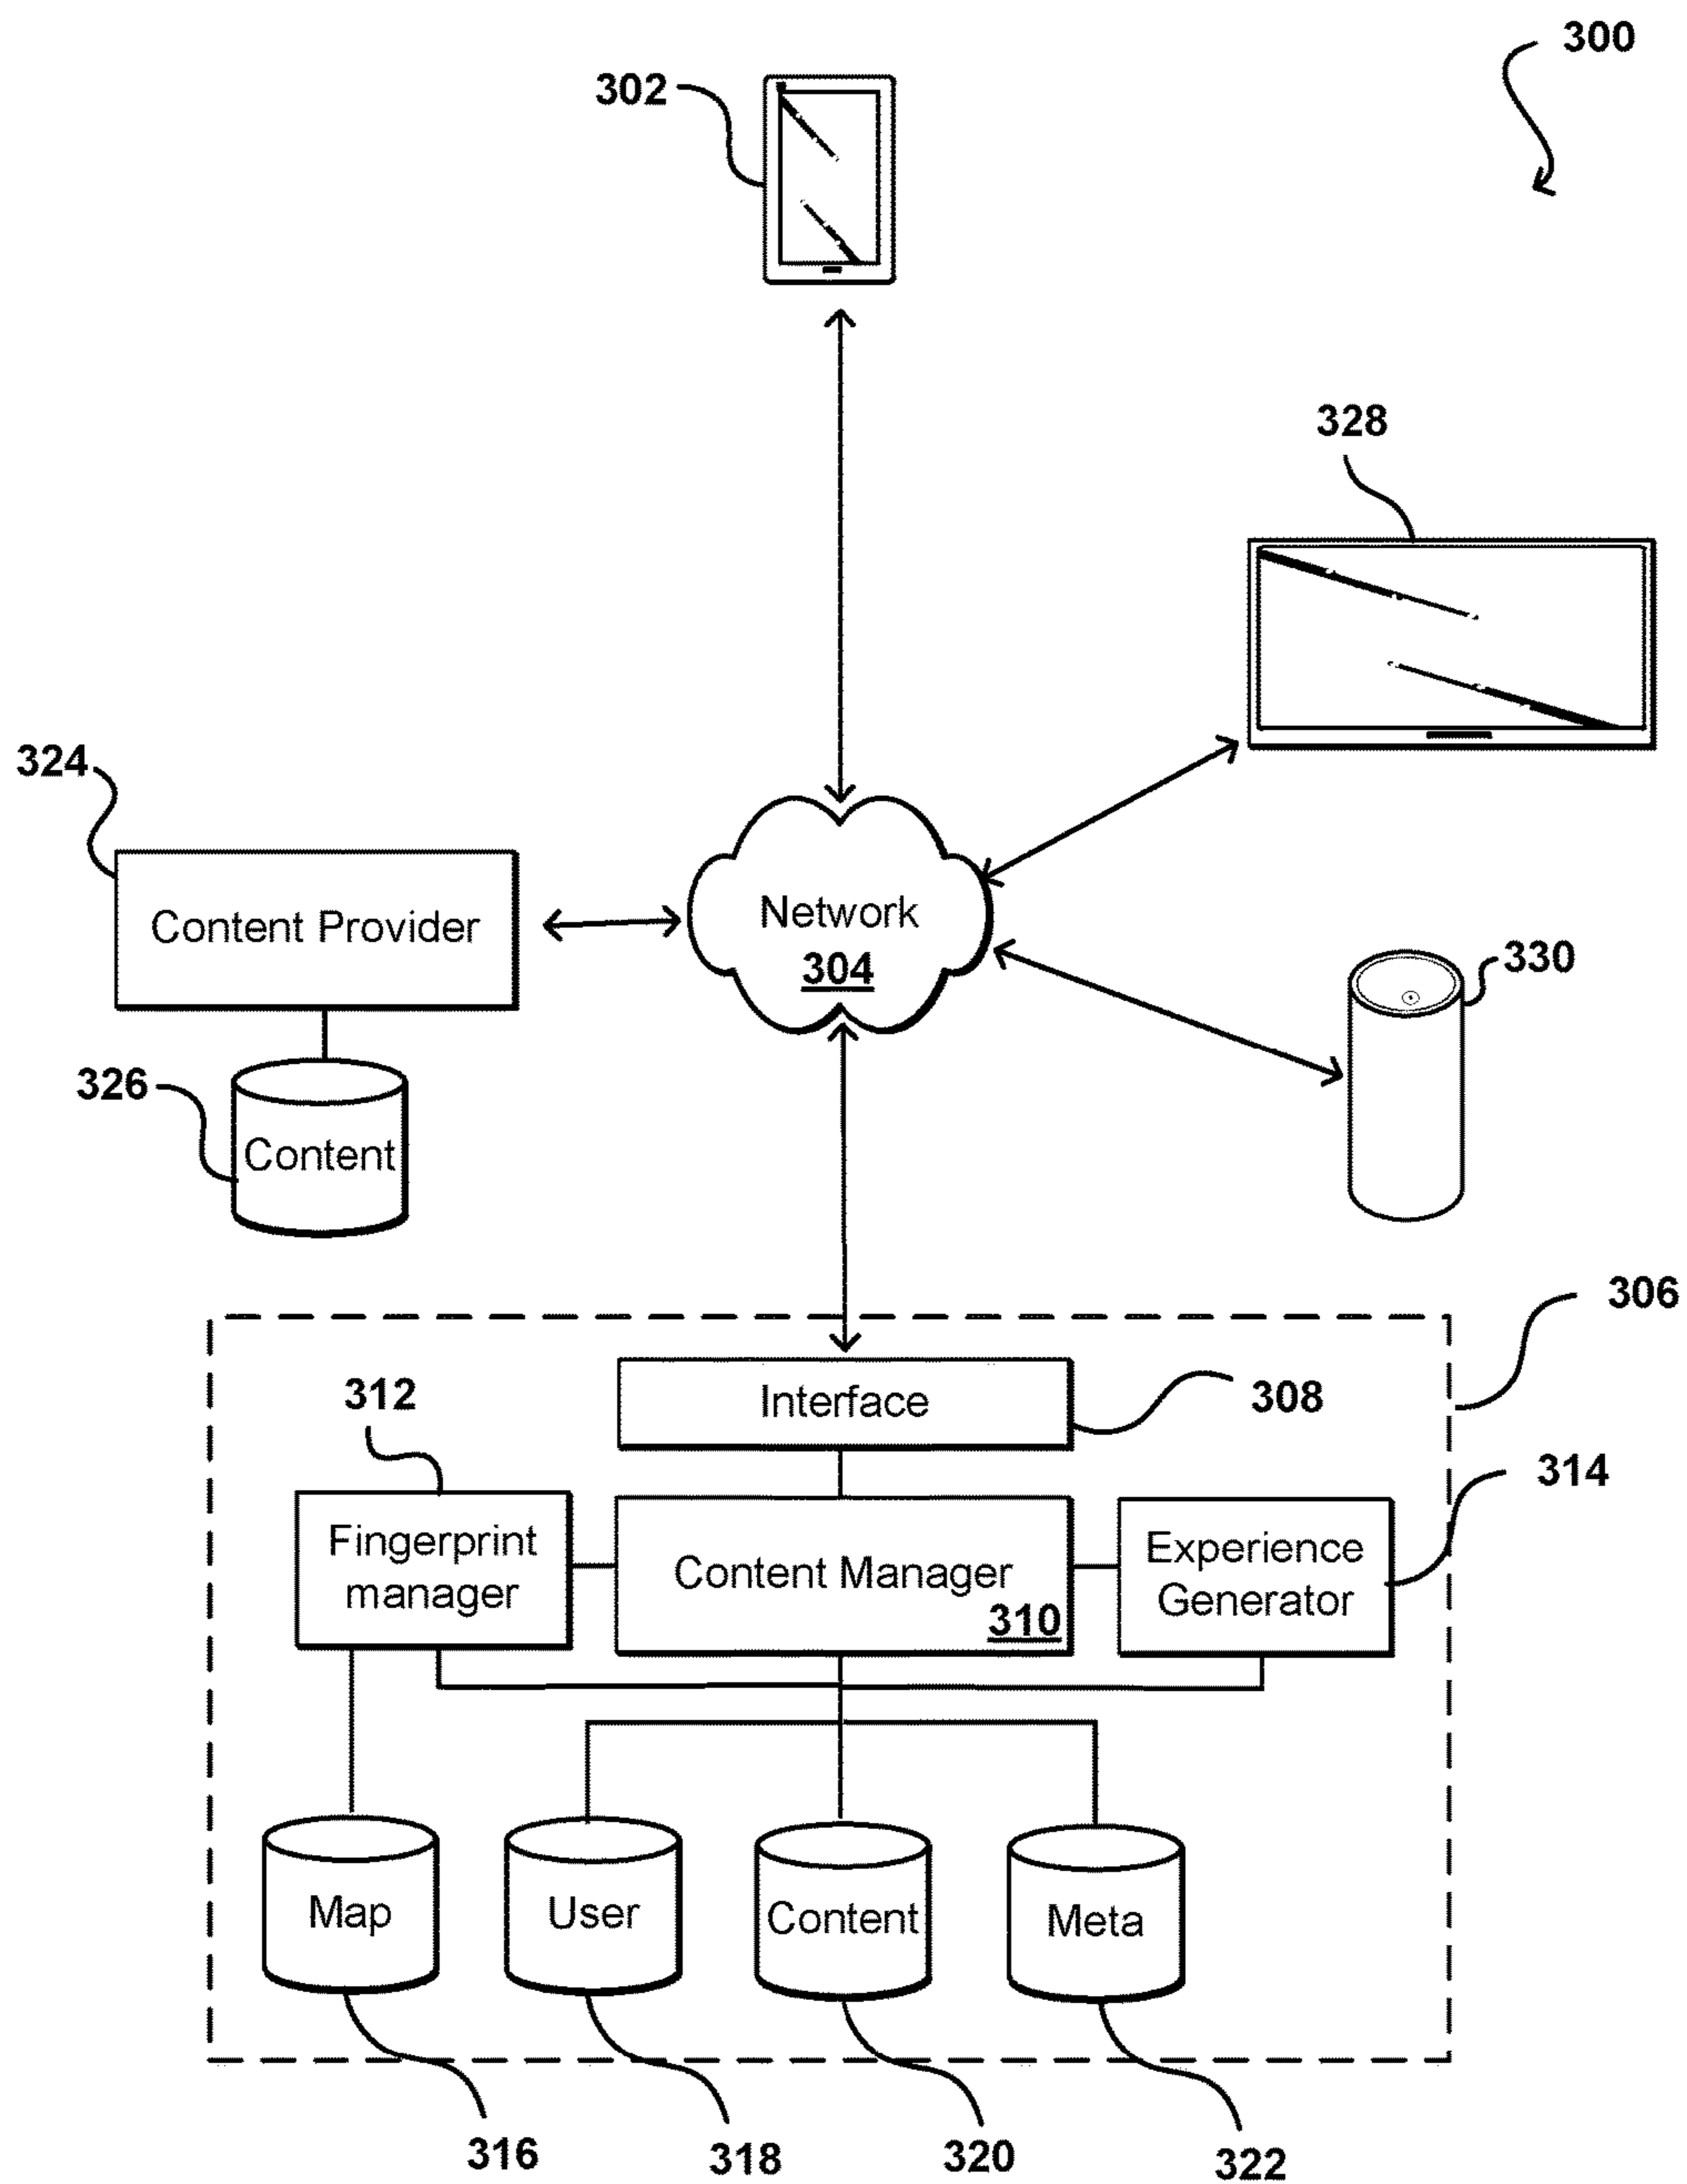 300
302
328
324
Content Provider
Network
304
330
326
Content
306
Interface
308
312
314
Fingerprint
manager
Content Manager
310
Experience
Generator
Map
User
Content
Meta
316
318
320
322